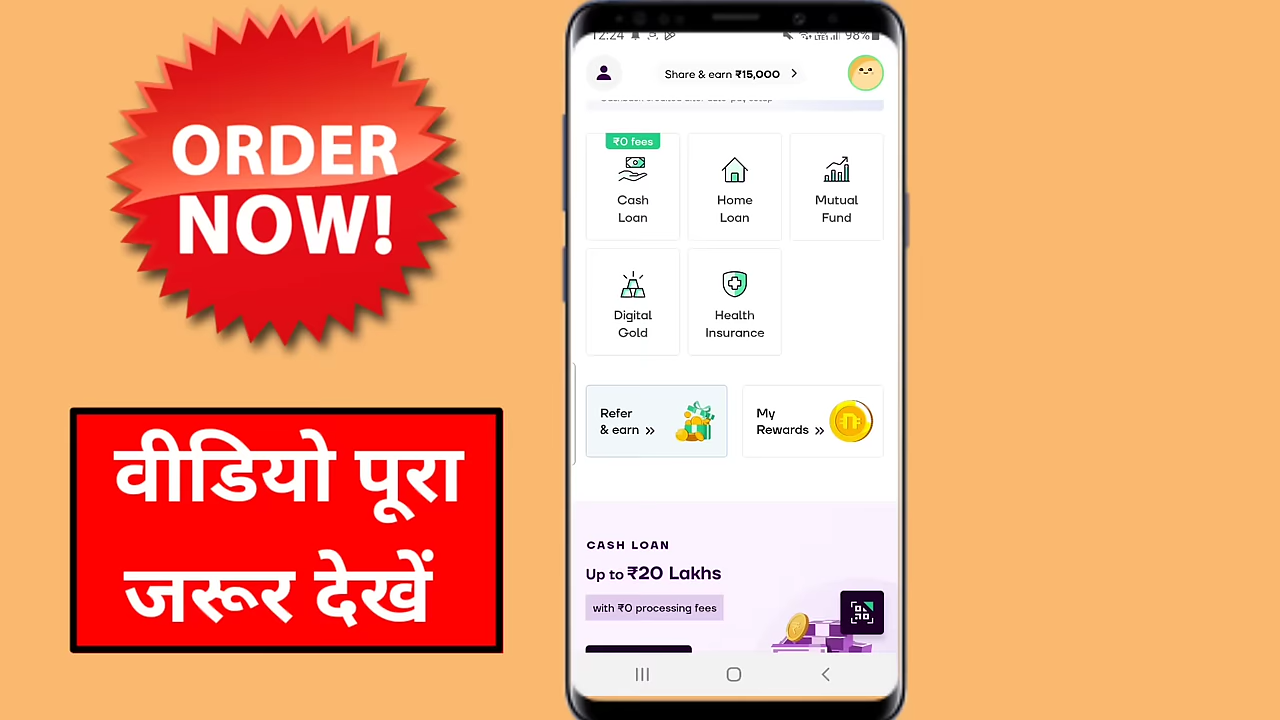 ORDER
NOW!
वीडियो पूरा
जरूर देखें
12:24
98%
Share & earn ₹15,000
₹0 fees
Cash
Loan
Home
Loan
Mutual
Fund
Digital
Gold
Health
Insurance
Refer
& earn
My
Rewards
CASH LOAN
Up to ₹20 Lakhs
with ₹0 processing fees